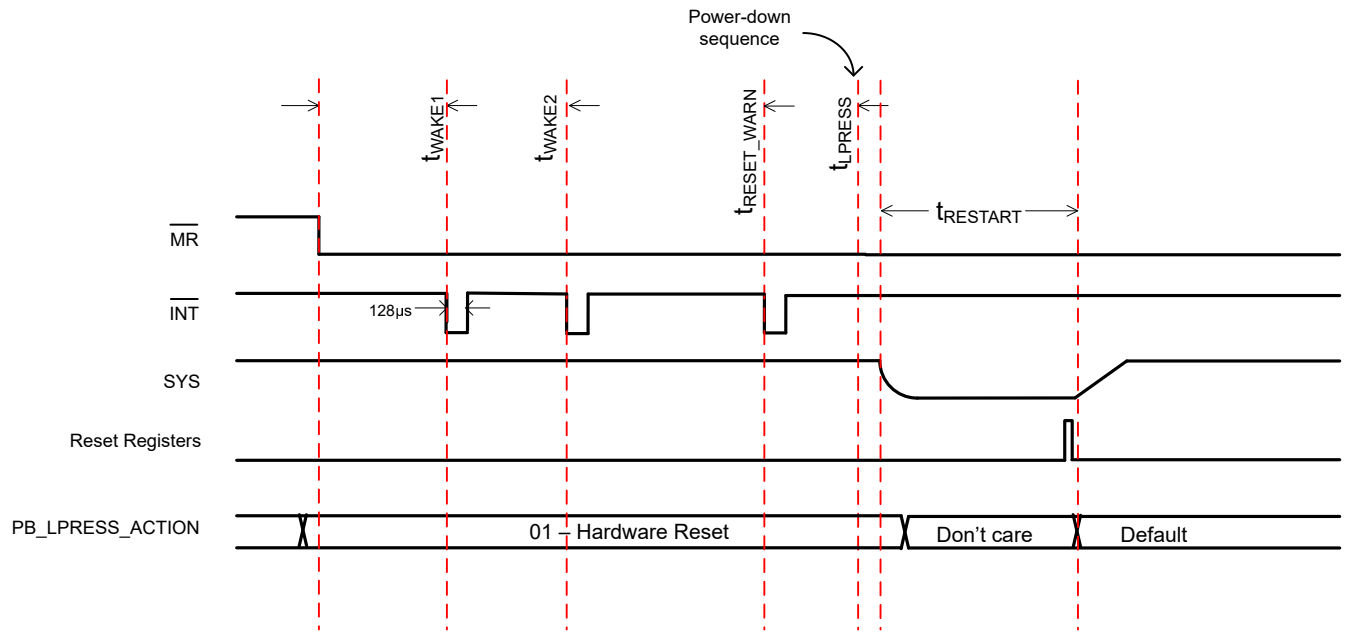 Power-down
sequence
tWAKE1
tWAKE2
tRESET_WARN
tLPRESS
tRESTART
MR
INT
128µs
SYS
Reset Registers
PB_LPRESS_ACTION
01 – Hardware Reset
Don't care
Default